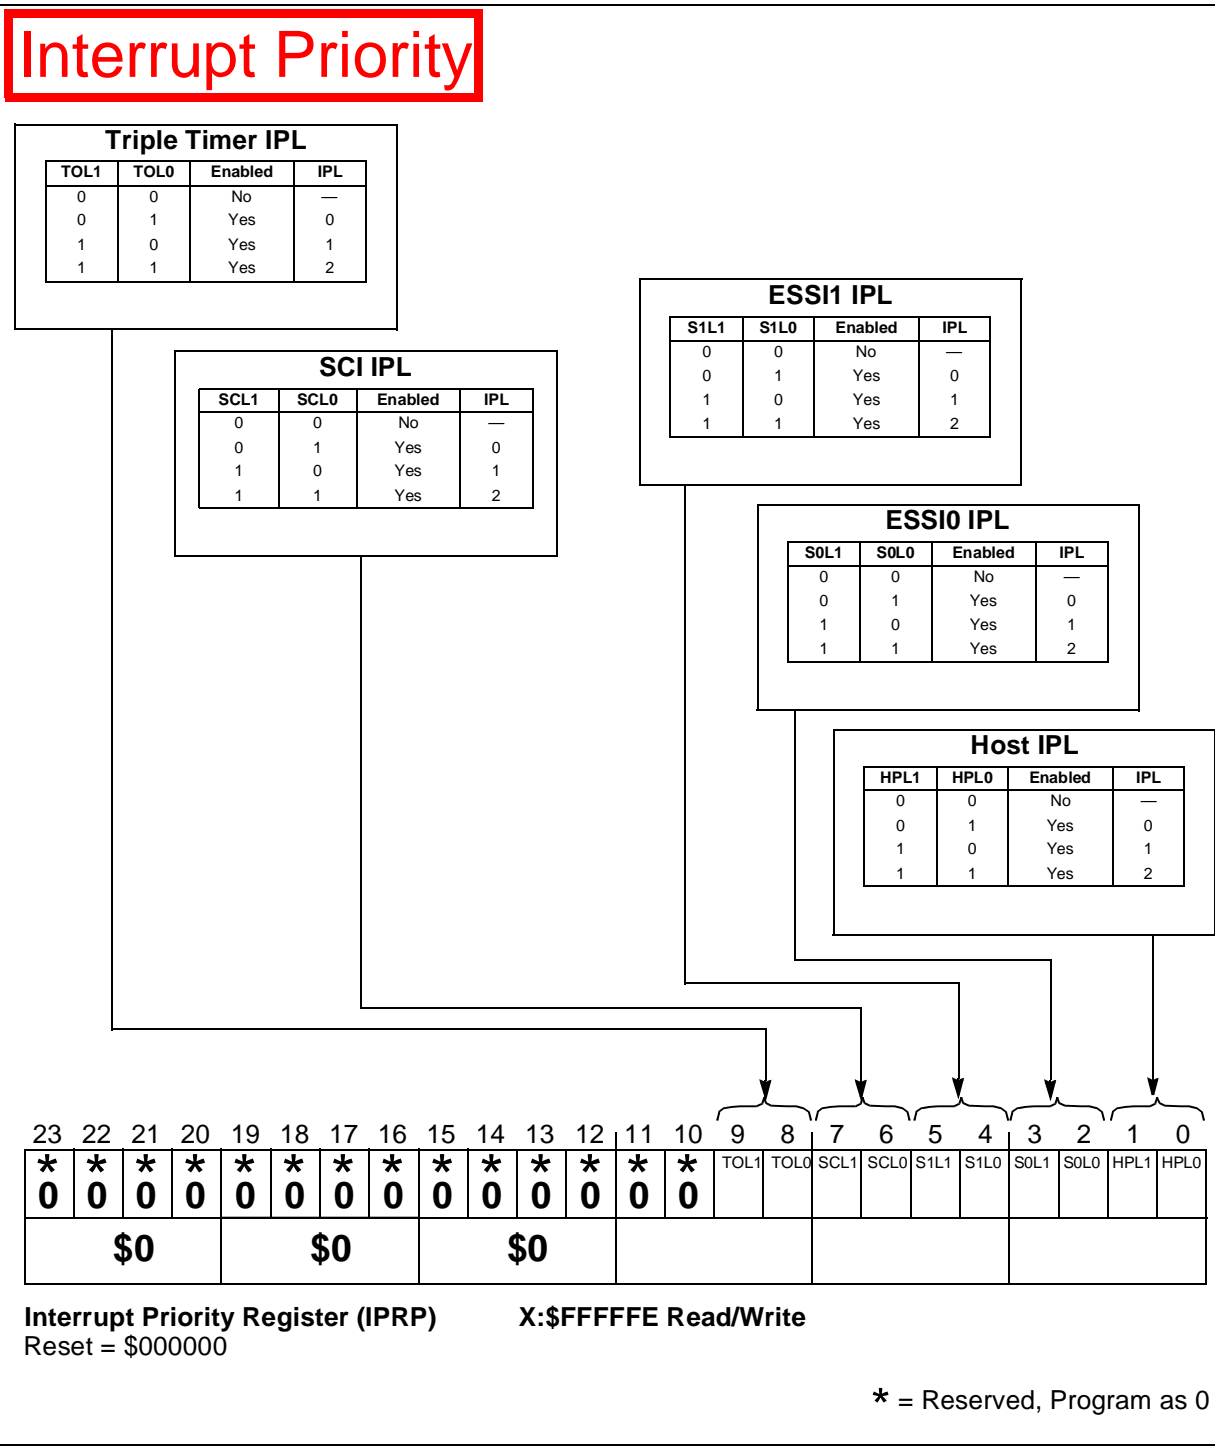 Interrupt Priority
Triple Timer IPL
TOL1 TOL0 Enabled IPL
0 0 No —
0 1 Yes 0
1 0 Yes 1
1 1 Yes 2
ESSI1 IPL
S1L1 S1L0 Enabled IPL
0 0 No —
0 1 Yes 0
1 0 Yes 1
1 1 Yes 2
SCI IPL
SCL1 SCL0 Enabled IPL
0 0 No —
0 1 Yes 0
1 0 Yes 1
1 1 Yes 2
ESSI0 IPL
S0L1 S0L0 Enabled IPL
0 0 No —
0 1 Yes 0
1 0 Yes 1
1 1 Yes 2
Host IPL
HPL1 HPL0 Enabled IPL
0 0 No —
0 1 Yes 0
1 0 Yes 1
1 1 Yes 2
23 22 21 20 19 18 17 16 15 14 13 12 11 10 9 8 7 6 5 4 3 2 1 0
* * * * * * * * * * * * * * TOL1 TOL0 SCL1 SCL0 S1L1 S1L0 S0L1 S0L0 HPL1 HPL0
0 0 0 0 0 0 0 0 0 0 0 0 0 0
$0 $0 $0
Interrupt Priority Register (IPRP) X:$FFFFFE Read/Write
Reset = $000000
* = Reserved, Program as 0